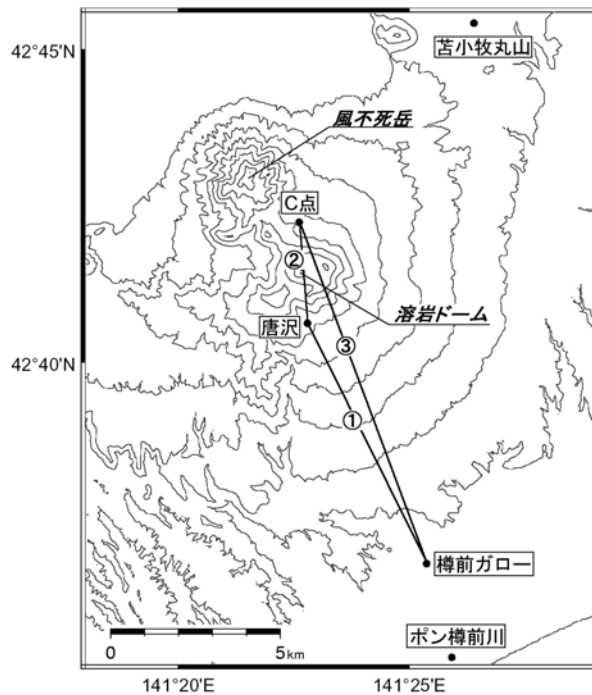 42°45'N
苫小牧丸山
風不死岳
C点
②
溶岩ドーム
唐沢
③
42°40'N
①
樽前ガロー
ポン樽前川
0
5km
141°20'E
141°25'E